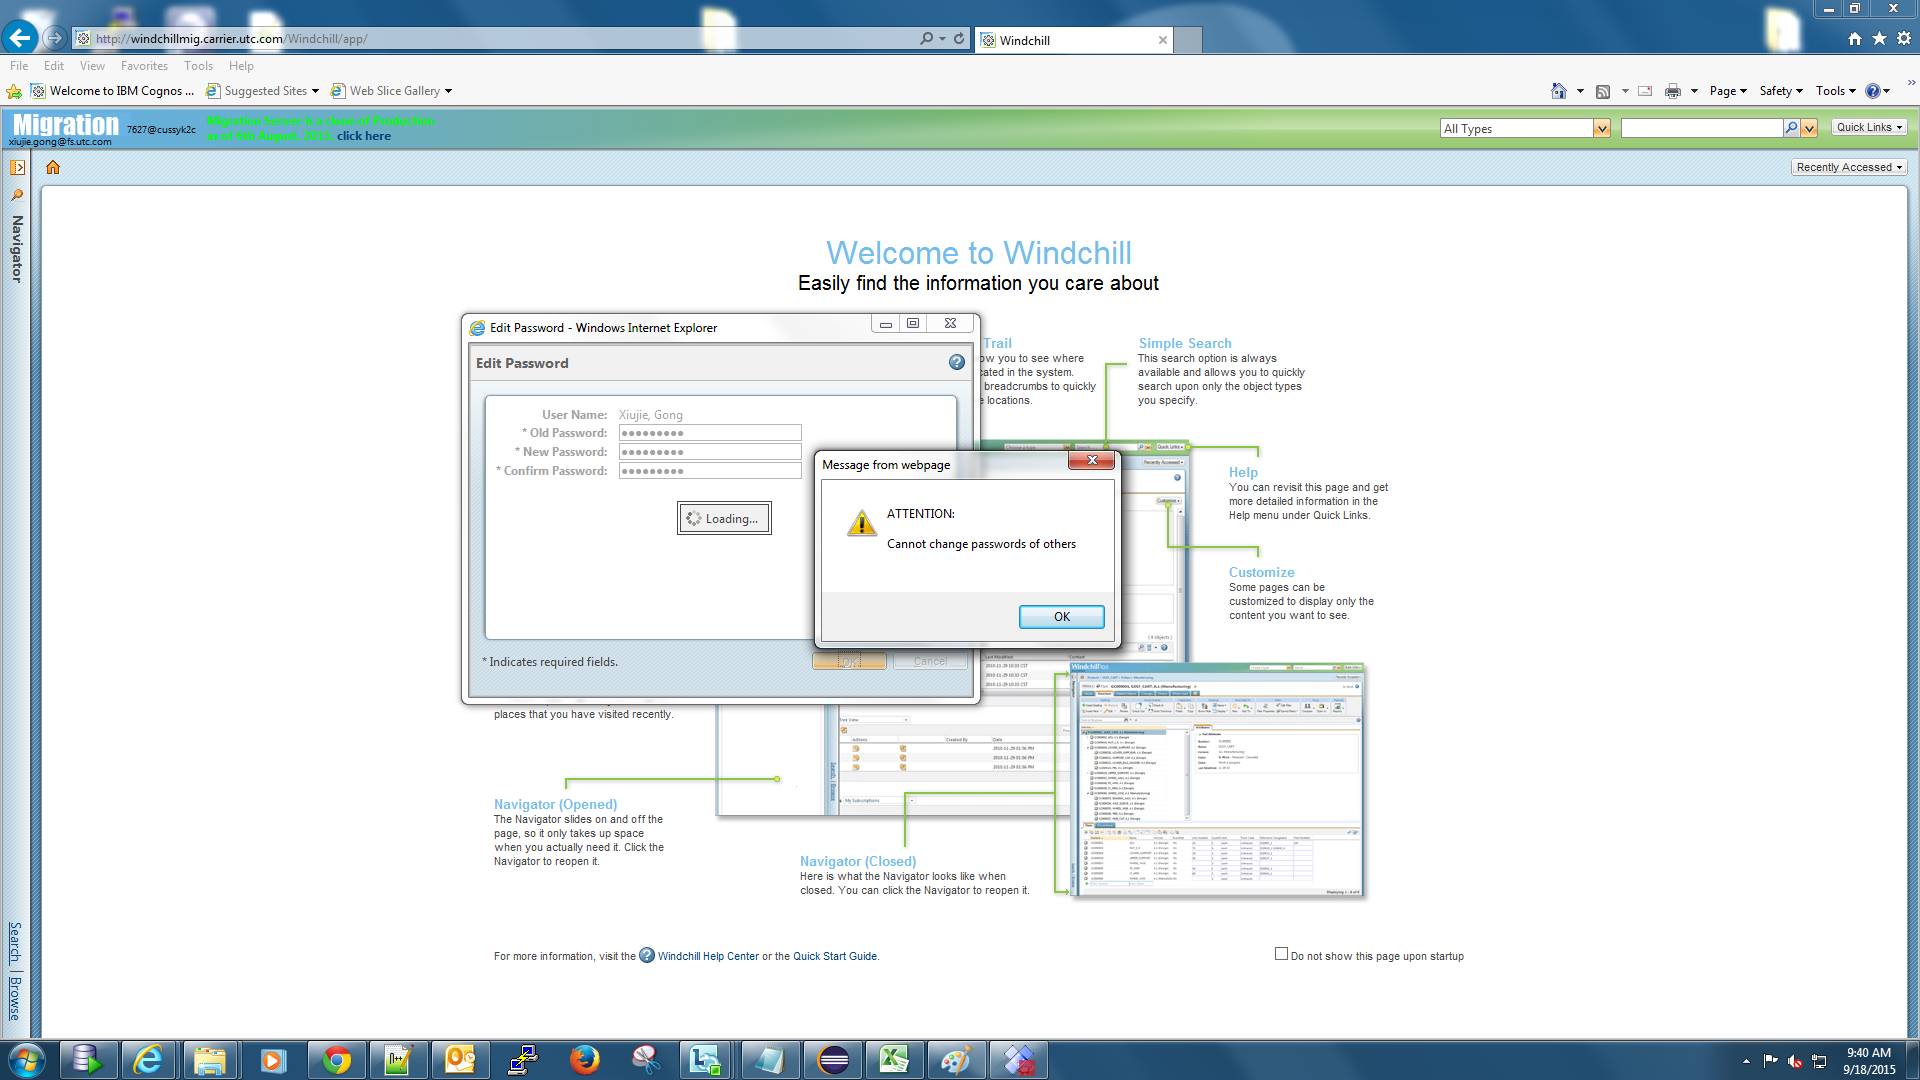 http://windchillmig.carrier.utc.com/Windchill/app/
Windchill
File Edit View Favorites Tools Help
Welcome to IBM Cognos ... Suggested Sites Web Slice Gallery
Page Safety Tools
Migration
7627@cussyk2c
xiujie.gong@fs.utc.com
Migration Server is a clone of Production
as of 6th August, 2015. click here
All Types
Quick Links
Recently Accessed
Navigator
Welcome to Windchill
Easily find the information you care about
Edit Password - Windows Internet Explorer
Edit Password
User Name: Xiujie, Gong
* Old Password:
* New Password:
* Confirm Password:
Loading...
* Indicates required fields.
OK
Cancel
Message from webpage
ATTENTION:
Cannot change passwords of others
OK
Trail
ow you to see where
cated in the system.
breadcrumbs to quickly
e locations.
Simple Search
This search option is always
available and allows you to quickly
search upon only the object types
you specify.
Help
You can revisit this page and get
more detailed information in the
Help menu under Quick Links.
Customize
Some pages can be
customized to display only the
content you want to see.
places that you have visited recently.
Navigator (Opened)
The Navigator slides on and off the
page, so it only takes up space
when you actually need it. Click the
Navigator to reopen it.
Navigator (Closed)
Here is what the Navigator looks like when
closed. You can click the Navigator to reopen it.
For more information, visit the Windchill Help Center or the Quick Start Guide.
Do not show this page upon startup
Search | Browse
9:40 AM
9/18/2015